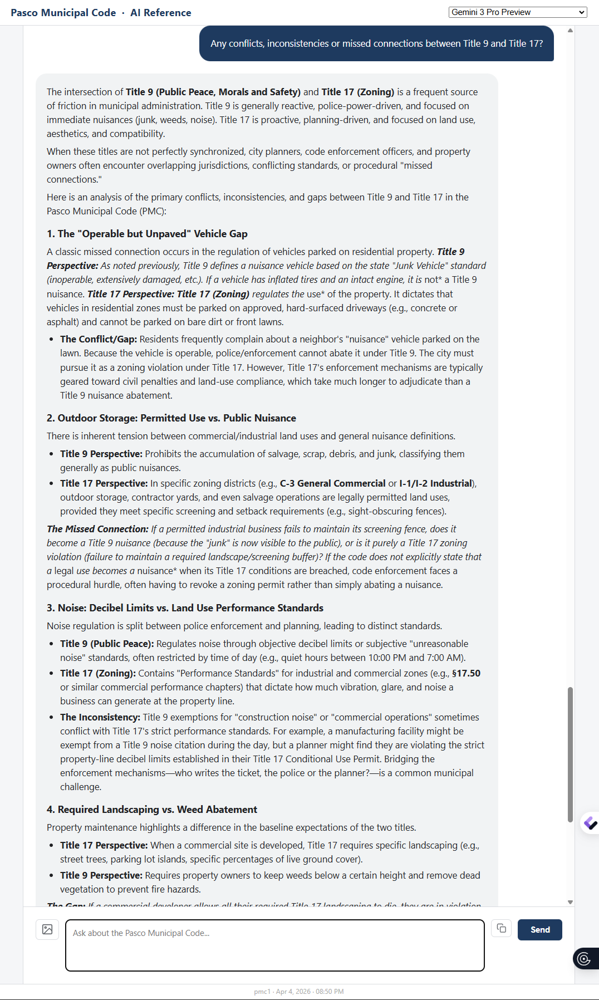 Pasco Municipal Code · AI Reference
Gemini 3 Pro Preview
Any conflicts, inconsistencies or missed connections between Title 9 and Title 17?
The intersection of Title 9 (Public Peace, Morals and Safety) and Title 17 (Zoning) is a frequent source
of friction in municipal administration. Title 9 is generally reactive, police-power-driven, and focused on
immediate nuisances (junk, weeds, noise). Title 17 is proactive, planning-driven, and focused on land use,
aesthetics, and compatibility.
When these titles are not perfectly synchronized, city planners, code enforcement officers, and property
owners often encounter overlapping jurisdictions, conflicting standards, or procedural "missed
connections."
Here is an analysis of the primary conflicts, inconsistencies, and gaps between Title 9 and Title 17 in the
Pasco Municipal Code (PMC):
1. The "Operable but Unpaved" Vehicle Gap
A classic missed connection occurs in the regulation of vehicles parked on residential property. Title 9
Perspective: As noted previously, Title 9 defines a nuisance vehicle based on the state "Junk Vehicle" standard
(inoperable, extensively damaged, etc.). If a vehicle has inflated tires and an intact engine, it is not* a Title 9
nuisance. Title 17 Perspective: Title 17 (Zoning) regulates the use* of the property. It dictates that
vehicles in residential zones must be parked on approved, hard-surfaced driveways (e.g., concrete or
asphalt) and cannot be parked on bare dirt or front lawns.
• The Conflict/Gap: Residents frequently complain about a neighbor's "nuisance" vehicle parked on the
lawn. Because the vehicle is operable, police/enforcement cannot abate it under Title 9. The city must
pursue it as a zoning violation under Title 17. However, Title 17's enforcement mechanisms are typically
geared toward civil penalties and land-use compliance, which take much longer to adjudicate than a
Title 9 nuisance abatement.
2. Outdoor Storage: Permitted Use vs. Public Nuisance
There is inherent tension between commercial/industrial land uses and general nuisance definitions.
• Title 9 Perspective: Prohibits the accumulation of salvage, scrap, debris, and junk, classifying them
generally as public nuisances.
• Title 17 Perspective: In specific zoning districts (e.g., C-3 General Commercial or I-1/I-2 Industrial),
outdoor storage, contractor yards, and even salvage operations are legally permitted land uses,
provided they meet specific screening and setback requirements (e.g., sight-obscuring fences).
The Missed Connection: If a permitted industrial business fails to maintain its screening fence, does it
become a Title 9 nuisance (because the "junk" is now visible to the public), or is it purely a Title 17 zoning
violation (failure to maintain a required landscape/screening buffer)? If the code does not explicitly state that
a legal use becomes a nuisance* when its Title 17 conditions are breached, code enforcement faces a
procedural hurdle, often having to revoke a zoning permit rather than simply abating a nuisance.
3. Noise: Decibel Limits vs. Land Use Performance Standards
Noise regulation is split between police enforcement and planning, leading to distinct standards.
• Title 9 (Public Peace): Regulates noise through objective decibel limits or subjective "unreasonable
noise" standards, often restricted by time of day (e.g., quiet hours between 10:00 PM and 7:00 AM).
• Title 17 (Zoning): Contains "Performance Standards" for industrial and commercial zones (e.g., §17.50
or similar commercial performance chapters) that dictate how much vibration, glare, and noise a
business can generate at the property line.
• The Inconsistency: Title 9 exemptions for "construction noise" or "commercial operations" sometimes
conflict with Title 17's strict performance standards. For example, a manufacturing facility might be
exempt from a Title 9 noise citation during the day, but a planner might find they are violating the strict
property-line decibel limits established in their Title 17 Conditional Use Permit. Bridging the
enforcement mechanisms—who writes the ticket, the police or the planner?—is a common municipal
challenge.
4. Required Landscaping vs. Weed Abatement
Property maintenance highlights a difference in the baseline expectations of the two titles.
• Title 17 Perspective: When a commercial site is developed, Title 17 requires specific landscaping (e.g.,
street trees, parking lot islands, specific percentages of live ground cover).
• Title 9 Perspective: Requires property owners to keep weeds below a certain height and remove dead
vegetation to prevent fire hazards.
The Gap: If a commercial developer allows all their required Title 17 landscaping to die, they are in violation
Ask about the Pasco Municipal Code...
Send
pmc1 · Apr 4, 2026 · 08:50 PM